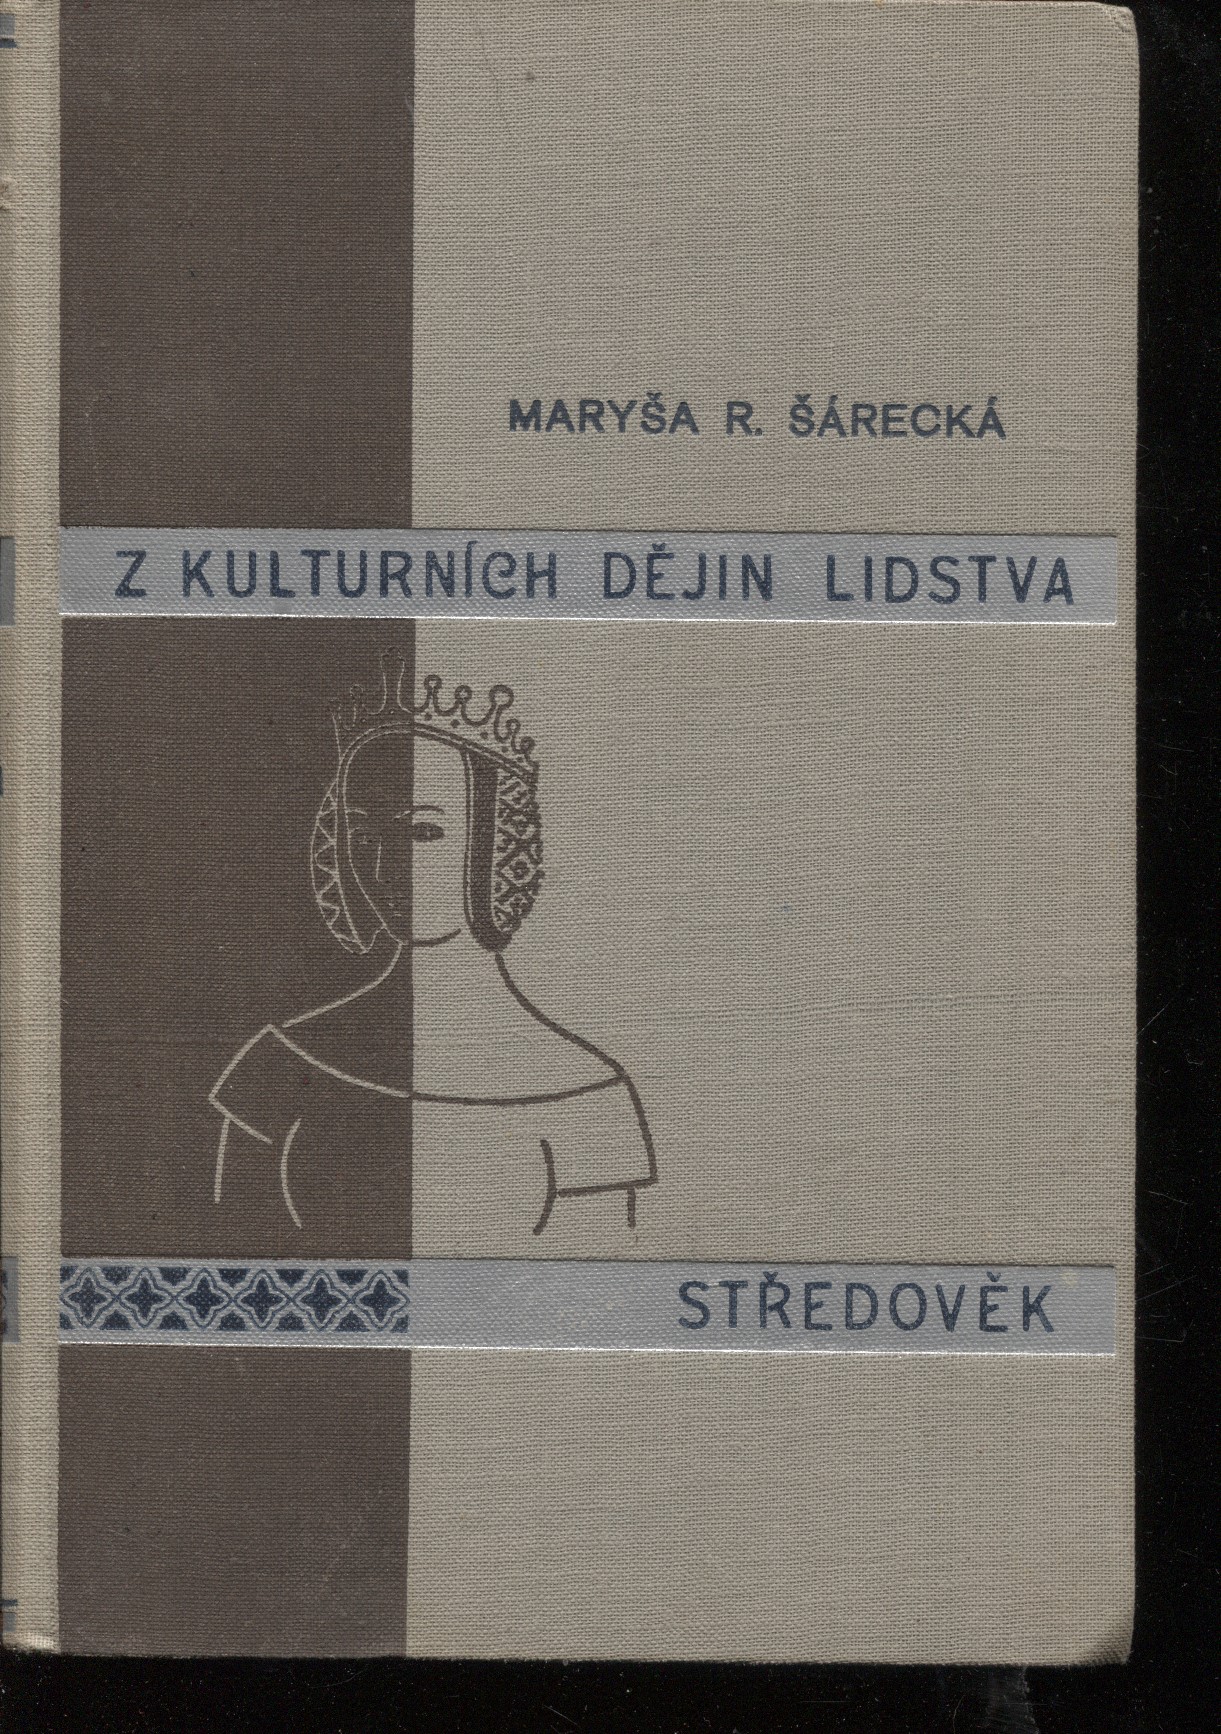 MARYŠA R. ŠÁRECKÁ
Z KULTURNÍCH DĚJIN LIDSTVA
STŘEDOVĚK